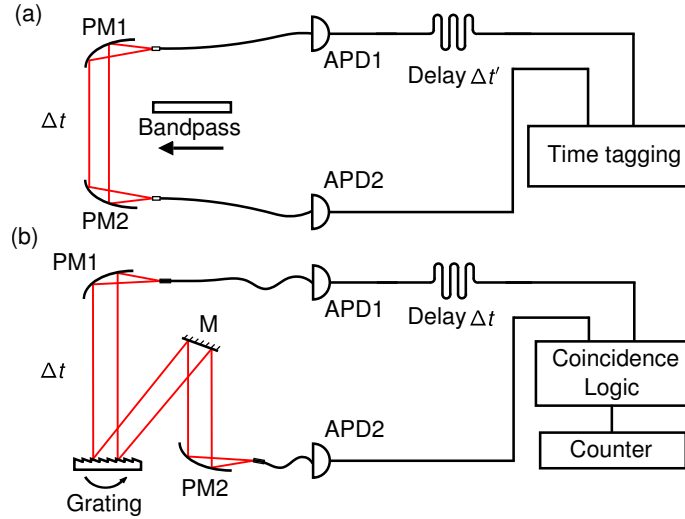 (a)
PM1
APD1
Delay Δt′
Δt
Bandpass
Time tagging
APD2
PM2
(b)
PM1
APD1
Delay Δt
M
Δt
Coincidence
Logic
APD2
Counter
PM2
Grating